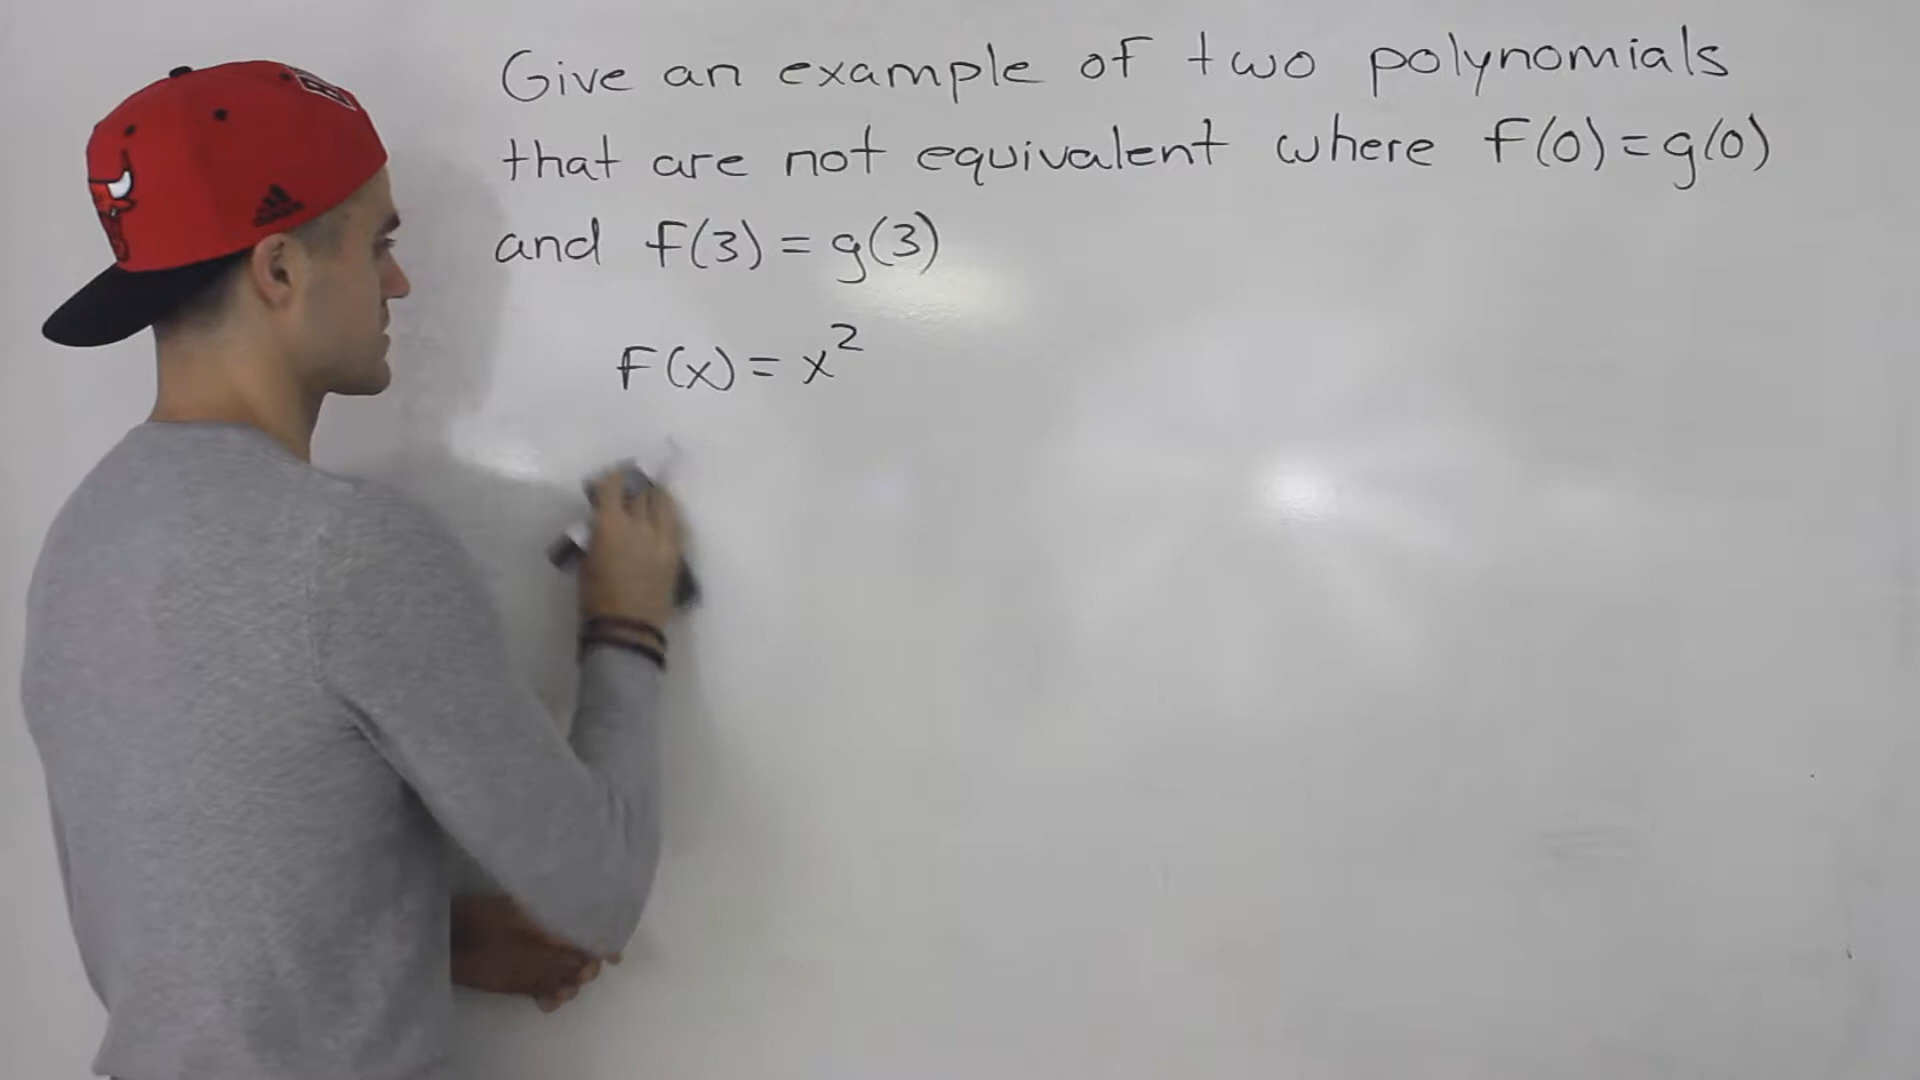 Give an example of two polynomials
that are not equivalent where f(0)=g(0)
and f(3)=g(3)
f(x)=x²